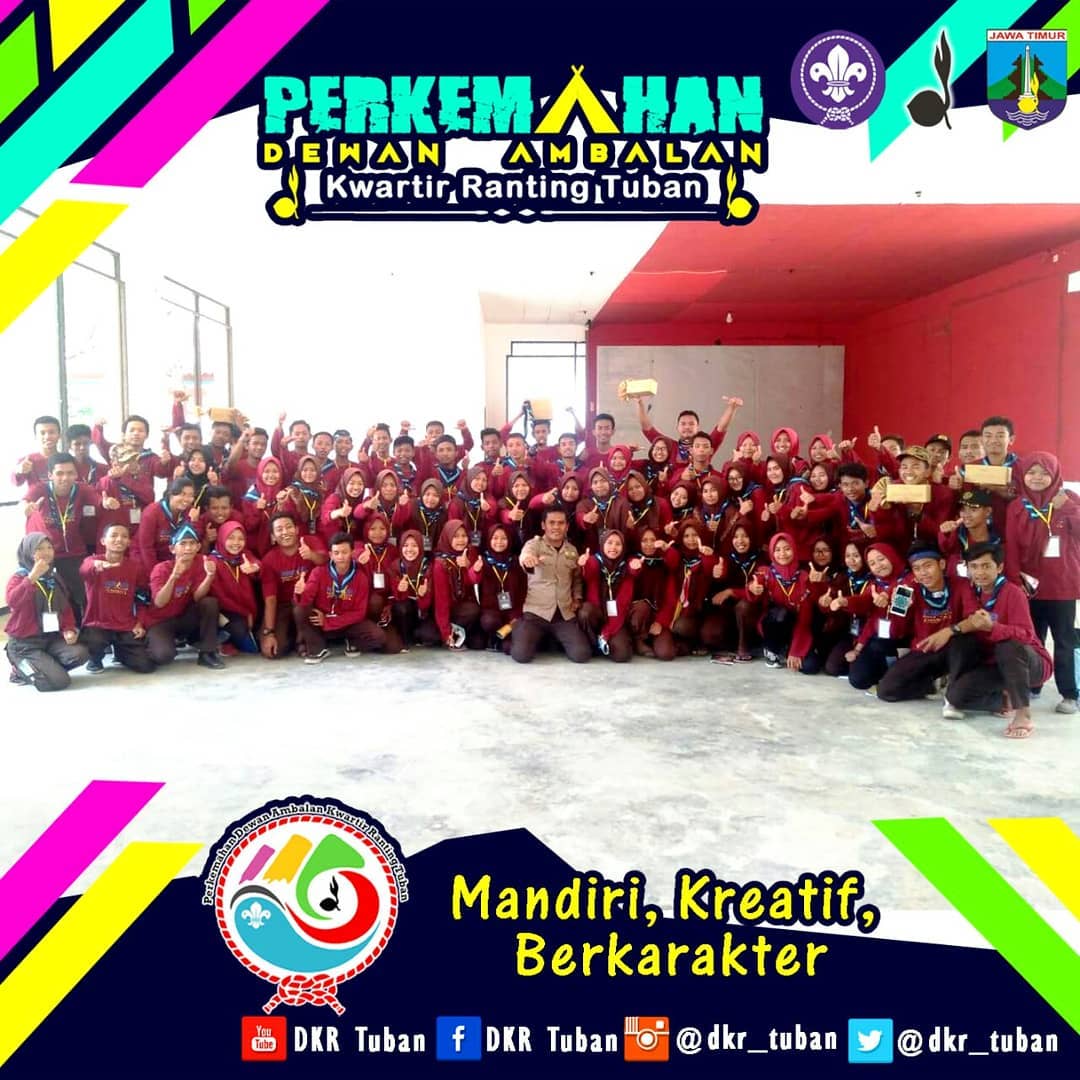 JAWA TIMUR
PERKEMAHAN
DEWAN AMBALAN
Kwartir Ranting Tuban
Perkemahan Dewan Ambalan Kwartir Ranting Tuban
Mandiri, Kreatif,
Berkarakter
You
Tube
DKR Tuban
f
DKR Tuban
@dkr_tuban
@dkr_tuban